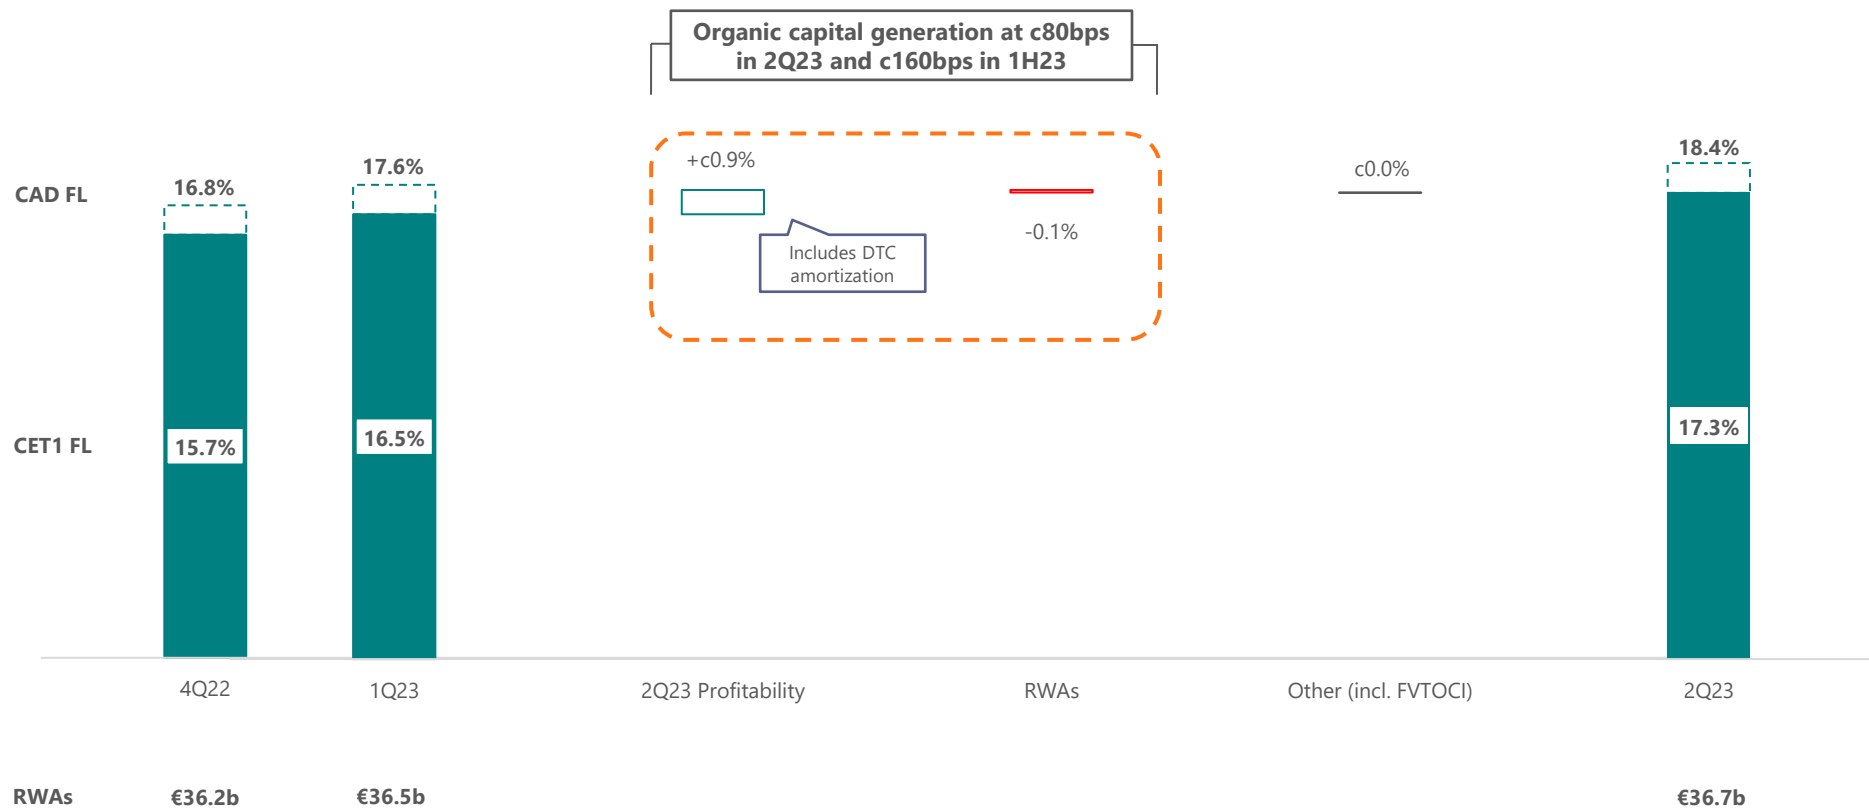 Organic capital generation at c80bps
in 2Q23 and c160bps in 1H23
CAD FL
16.8%
17.6%
+c0.9%
Includes DTC
amortization
-0.1%
c0.0%
18.4%
CET1 FL
15.7%
16.5%
17.3%
4Q22
1Q23
2Q23 Profitability
RWAs
Other (incl. FVTOCI)
2Q23
RWAs
€36.2b
€36.5b
€36.7b